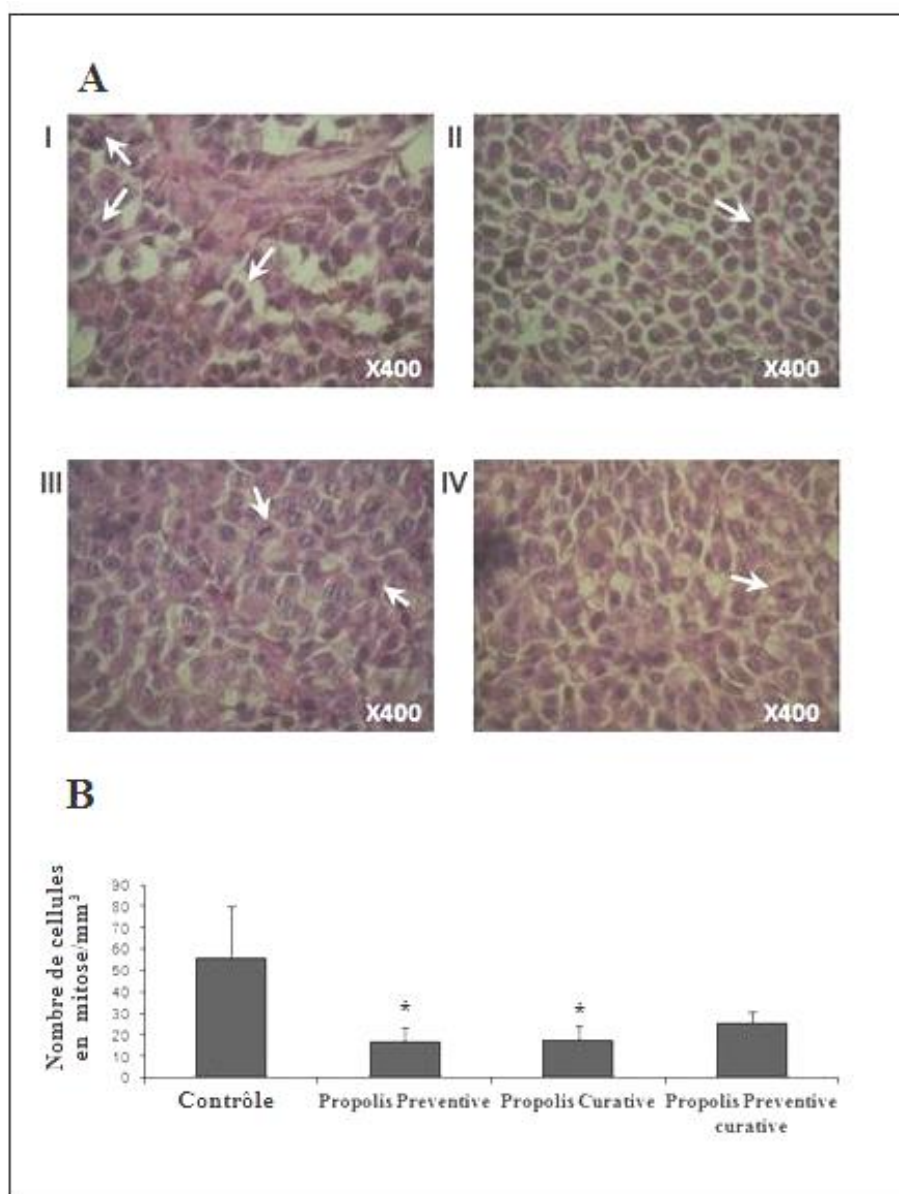 A
I
II
X400
X400
III
IV
X400
X400
B
Nombre de cellules
en mitose/mm³
90
80
70
60
50
40
30
20
10
0
*
*
Contrôle
Propolis Preventive
Propolis Curative
Propolis Preventive
curative